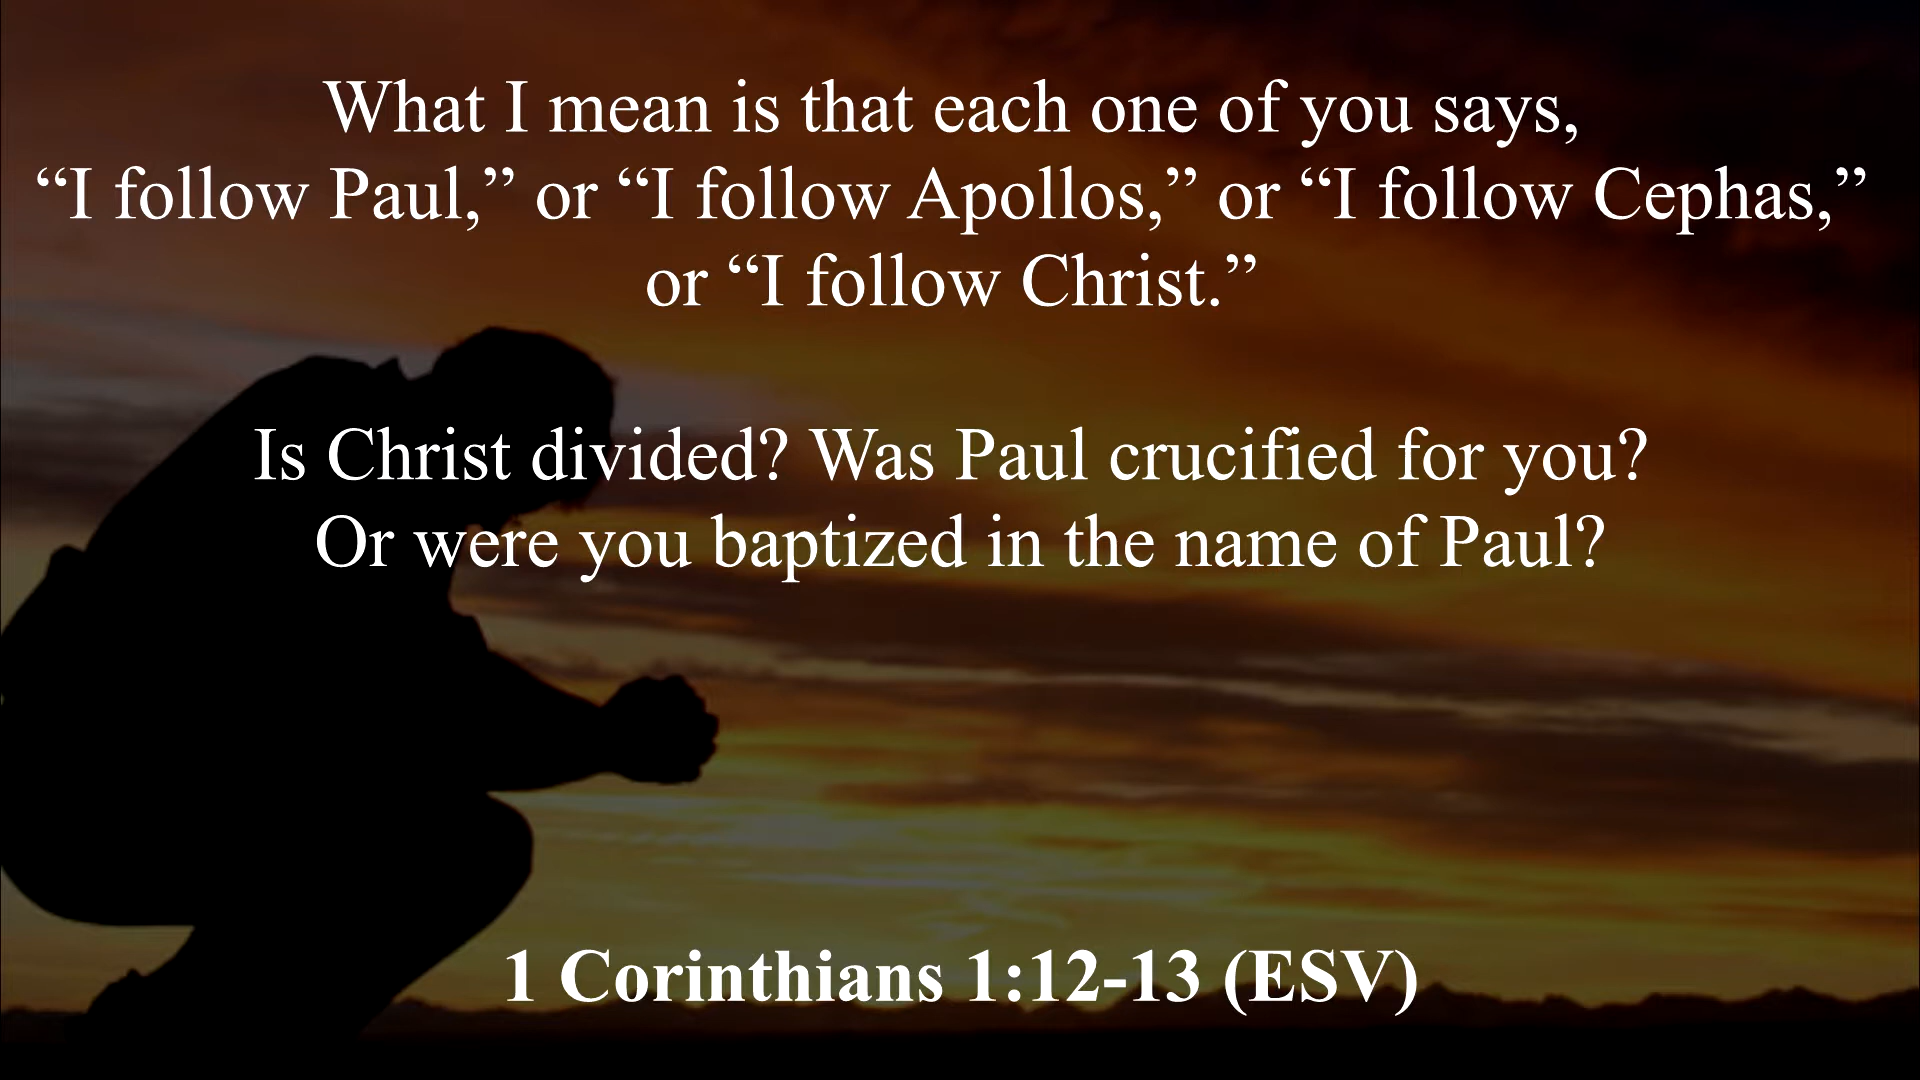 What I mean is that each one of you says,
“I follow Paul,” or “I follow Apollos,” or “I follow Cephas,”
or “I follow Christ.”
Is Christ divided? Was Paul crucified for you?
Or were you baptized in the name of Paul?
1 Corinthians 1:12-13 (ESV)